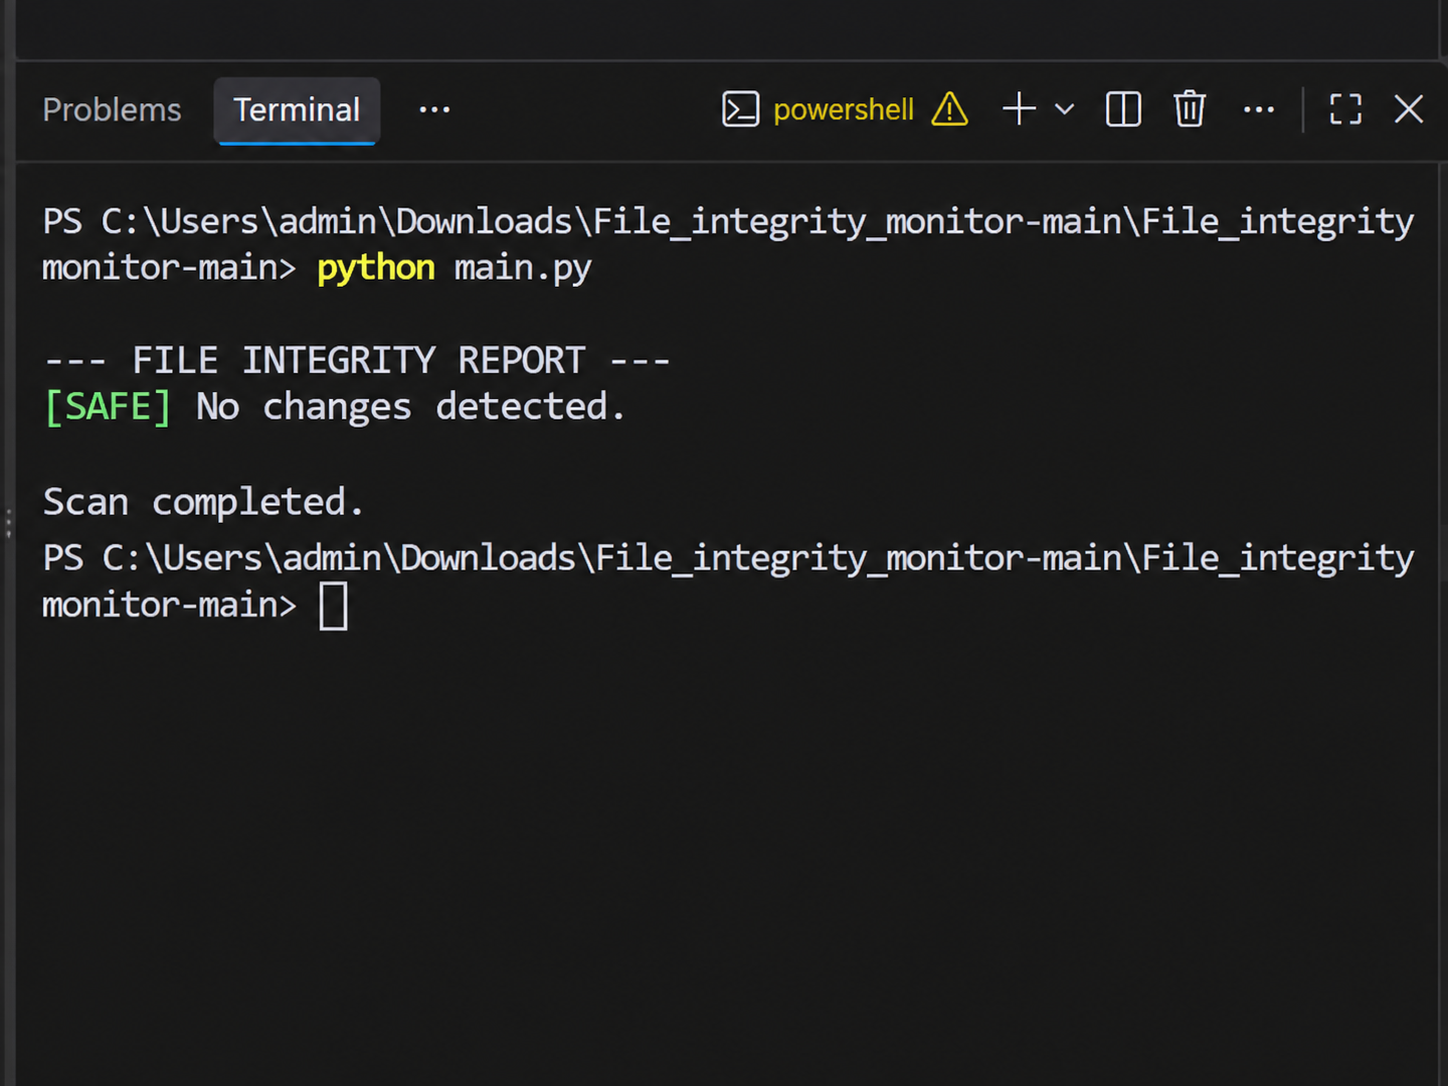 Problems Terminal ... powershell
PS C:\Users\admin\Downloads\File_integrity_monitor-main\File_integrity
monitor-main> python main.py
--- FILE INTEGRITY REPORT ---
[SAFE] No changes detected.
Scan completed.
PS C:\Users\admin\Downloads\File_integrity_monitor-main\File_integrity
monitor-main>